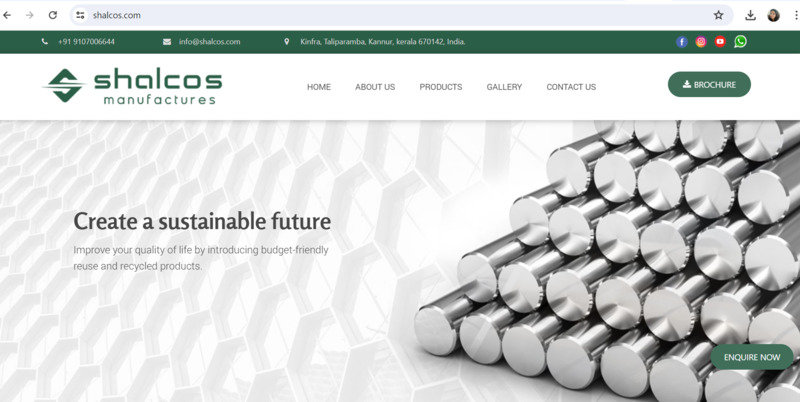 shalcos.com
+91 9107006644
info@shalcos.com
Kinfra, Taliparamba, Kannur, kerala 670142, India.
shalcos
manufactures
HOME
ABOUT US
PRODUCTS
GALLERY
CONTACT US
BROCHURE
Create a sustainable future
Improve your quality of life by introducing budget-friendly
reuse and recycled products.
ENQUIRE NOW